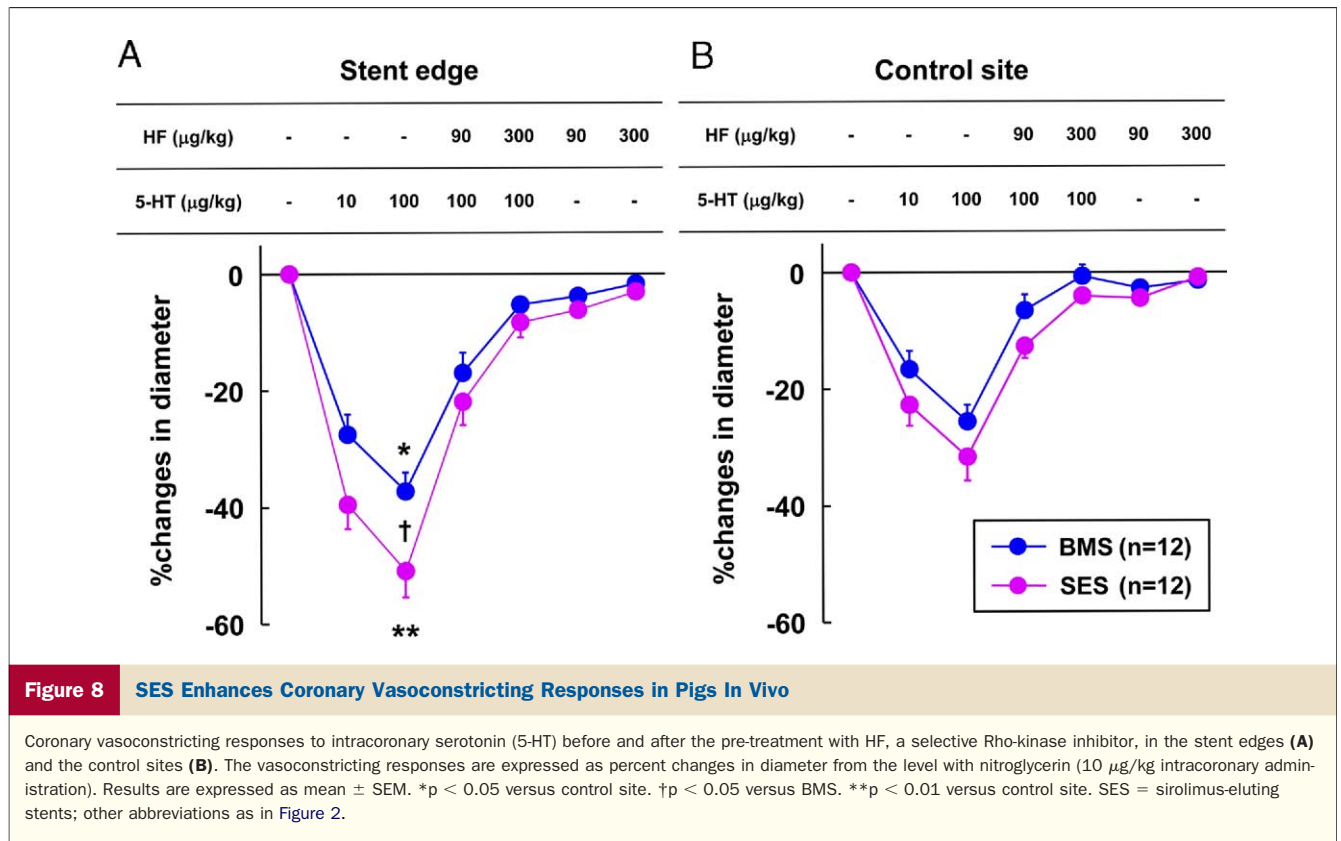 A
Stent edge
HF (μg/kg) - - - 90 300 90 300
5-HT (μg/kg) - 10 100 100 100 - -
0
-20
-40
-60
%changes in diameter
*
†
**
B
Control site
HF (μg/kg) - - - 90 300 90 300
5-HT (μg/kg) - 10 100 100 100 - -
0
-20
-40
-60
%changes in diameter
BMS (n=12)
SES (n=12)
Figure 8 SES Enhances Coronary Vasoconstricting Responses in Pigs In Vivo
Coronary vasoconstricting responses to intracoronary serotonin (5-HT) before and after the pre-treatment with HF, a selective Rho-kinase inhibitor, in the stent edges (A)
and the control sites (B). The vasoconstricting responses are expressed as percent changes in diameter from the level with nitroglycerin (10 μg/kg intracoronary admin-
istration). Results are expressed as mean ± SEM. *p < 0.05 versus control site. †p < 0.05 versus BMS. **p < 0.01 versus control site. SES = sirolimus-eluting
stents; other abbreviations as in Figure 2.